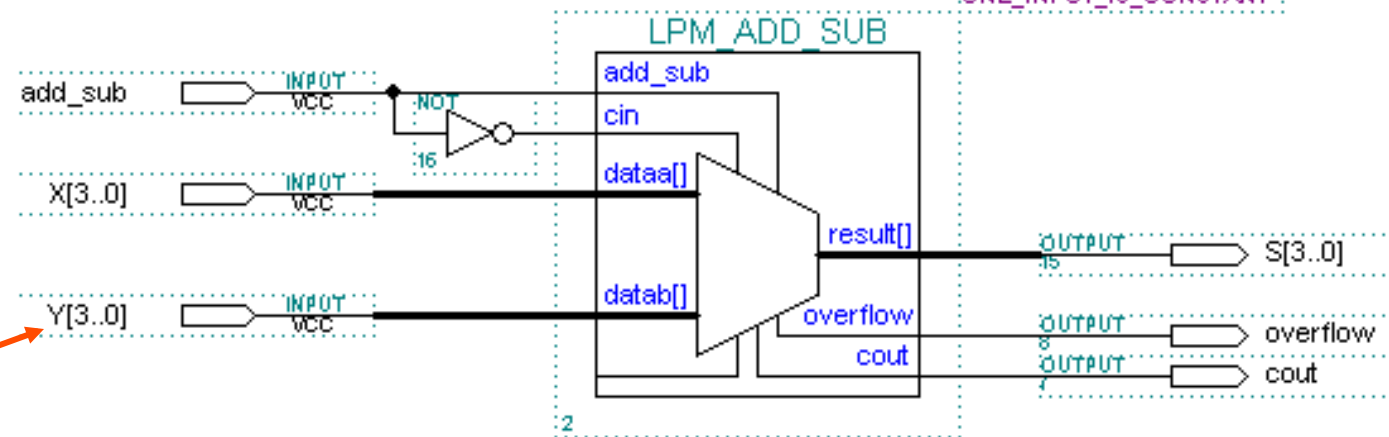 LPM_ADD_SUB
add_sub
INPUT
VCC
NOT
16
add_sub
cin
X[3..0]
INPUT
VCC
dataa[]
result[]
OUTPUT
15
S[3..0]
Y[3..0]
INPUT
VCC
datab[]
overflow
OUTPUT
8
overflow
cout
OUTPUT
cout
2